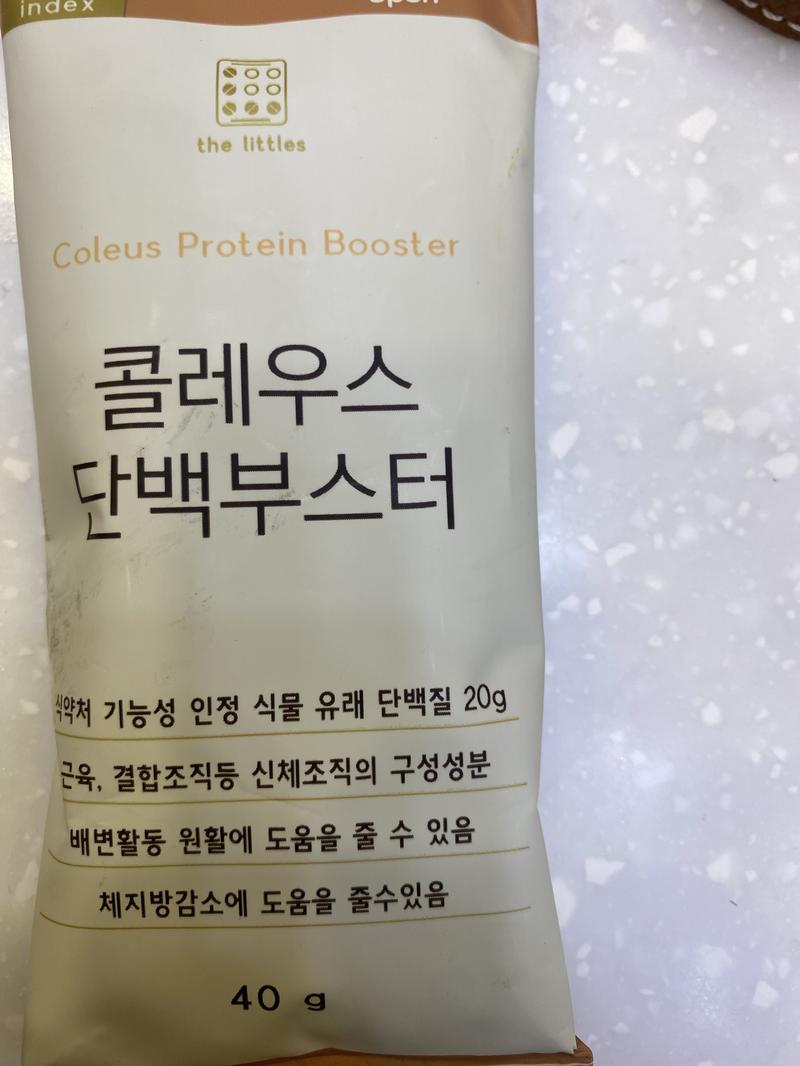 index
open
the littles
Coleus Protein Booster
콜레우스
단백부스터
식약처 기능성 인정 식물 유래 단백질 20g
근육, 결합조직등 신체조직의 구성성분
배변활동 원활에 도움을 줄 수 있음
체지방감소에 도움을 줄수있음
40 g